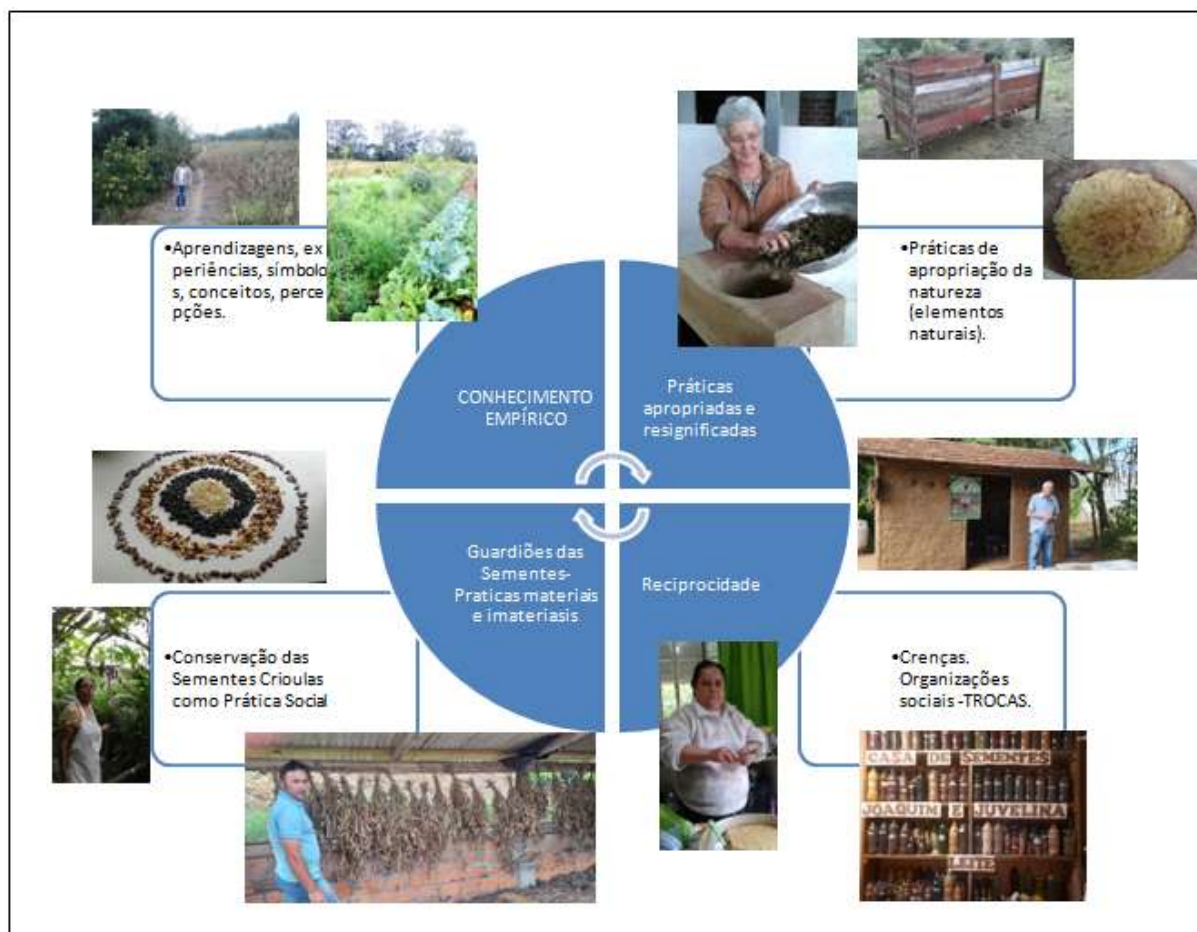 •Aprendizagens, ex
periências, símbolo
s, conceitos, perce
pções.
•Práticas de
apropriação da
natureza
(elementos
naturais).
CONHECIMENTO
EMPÍRICO
Práticas
apropriadas e
resignificadas
Guardiões das
Sementes-
Praticas materiais
e imateriasis
Reciprocidade
•Conservação das
Sementes Crioulas
como Prática Social
•Crenças.
Organizações
sociais -TROCAS.
CASA DE SEMENTES
JOAQUIM E JUVELINA